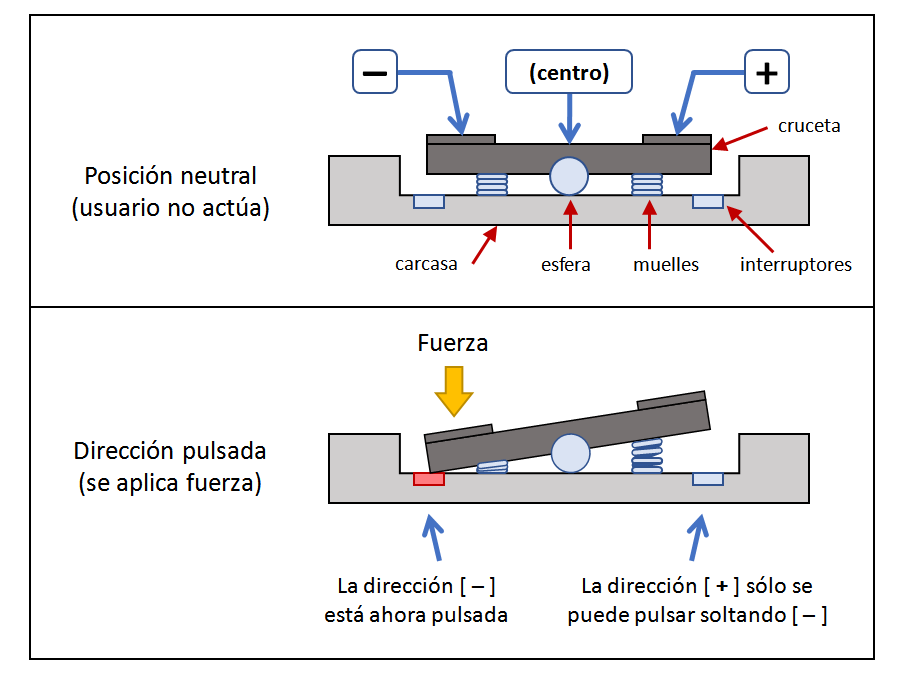 –
(centro)
+
cruceta
Posición neutral
(usuario no actúa)
carcasa
esfera
muelles
interruptores
Fuerza
Dirección pulsada
(se aplica fuerza)
La dirección [ – ]
está ahora pulsada
La dirección [ + ] sólo se
puede pulsar soltando [ – ]